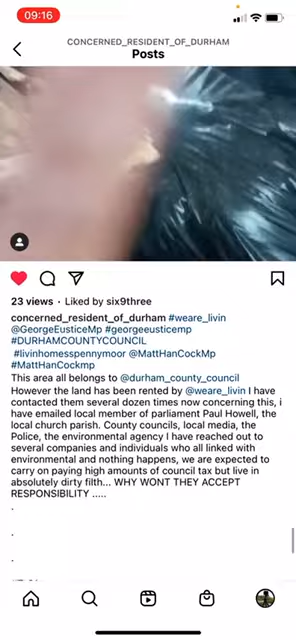 09:16
CONCERNED_RESIDENT_OF_DURHAM
Posts
23 views · Liked by six9three
concerned_resident_of_durham #weare_livin
@GeorgeEusticeMp #georgeeusticemp
#DURHAMCOUNTYCOUNCIL
#livinhomesspennymoor @MattHanCockMp
#MattHanCockmp
This area all belongs to @durham_county_council
However the land has been rented by @weare_livin I have
contacted them several dozen times now concerning this, i
have emailed local member of parliament Paul Howell, the
local church parish. County councils, local media, the
Police, the environmental agency I have reached out to
several companies and individuals who all linked with
environmental and nothing happens, we are expected to
carry on paying high amounts of council tax but live in
absolutely dirty filth... WHY WONT THEY ACCEPT
RESPONSIBILITY .....
.
.
.